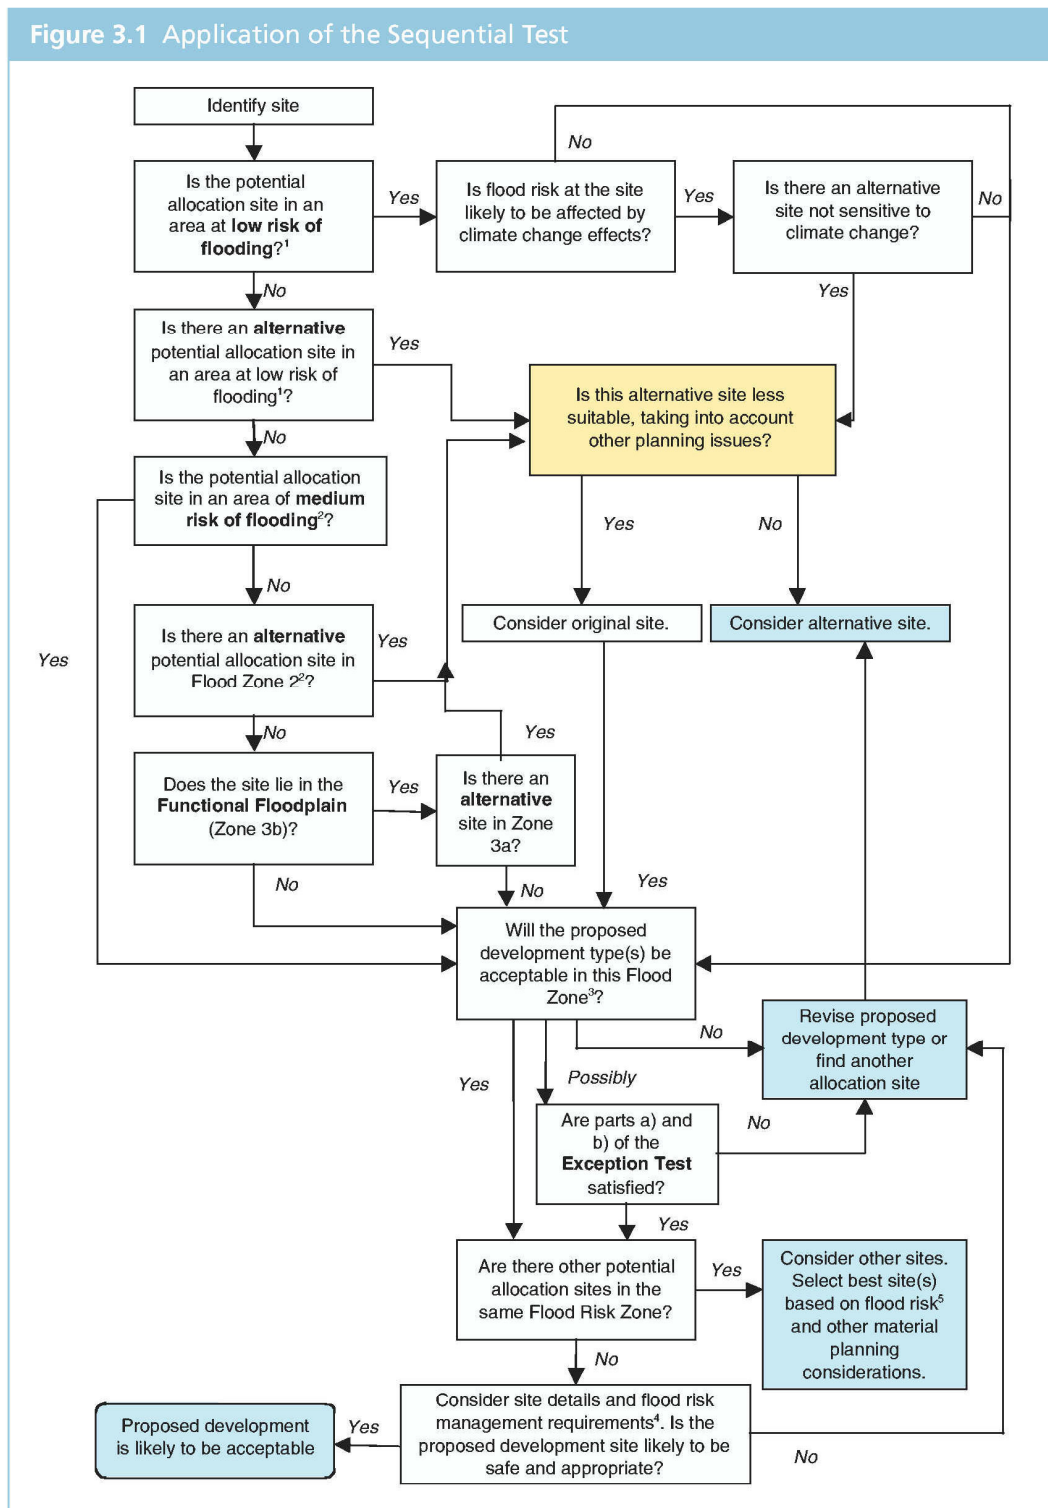 Figure 3.1 Application of the Sequential Test
Identify site
No
Is the potential
allocation site in an
area at low risk of
flooding?¹
Yes
Is flood risk at the site
likely to be affected by
climate change effects?
Yes
Is there an alternative
site not sensitive to
climate change?
No
No
Yes
Is there an alternative
potential allocation site in
an area at low risk of
flooding¹?
Yes
Is this alternative site less
suitable, taking into account
other planning issues?
No
Is the potential allocation
site in an area of medium
risk of flooding²?
Yes
No
No
Consider original site.
Consider alternative site.
Is there an alternative
potential allocation site in
Flood Zone 2²?
Yes
Yes
No
Yes
Does the site lie in the
Functional Floodplain
(Zone 3b)?
Yes
Is there an
alternative
site in Zone
3a?
No
No
Yes
Will the proposed
development type(s) be
acceptable in this Flood
Zone³?
No
Revise proposed
development type or
find another
allocation site
Yes
Possibly
Are parts a) and
b) of the
Exception Test
satisfied?
No
Yes
Are there other potential
allocation sites in the
same Flood Risk Zone?
Yes
Consider other sites.
Select best site(s)
based on flood risk⁵
and other material
planning
considerations.
No
Consider site details and flood risk
management requirements⁴. Is the
proposed development site likely to be
safe and appropriate?
Yes
No
Proposed development
is likely to be acceptable